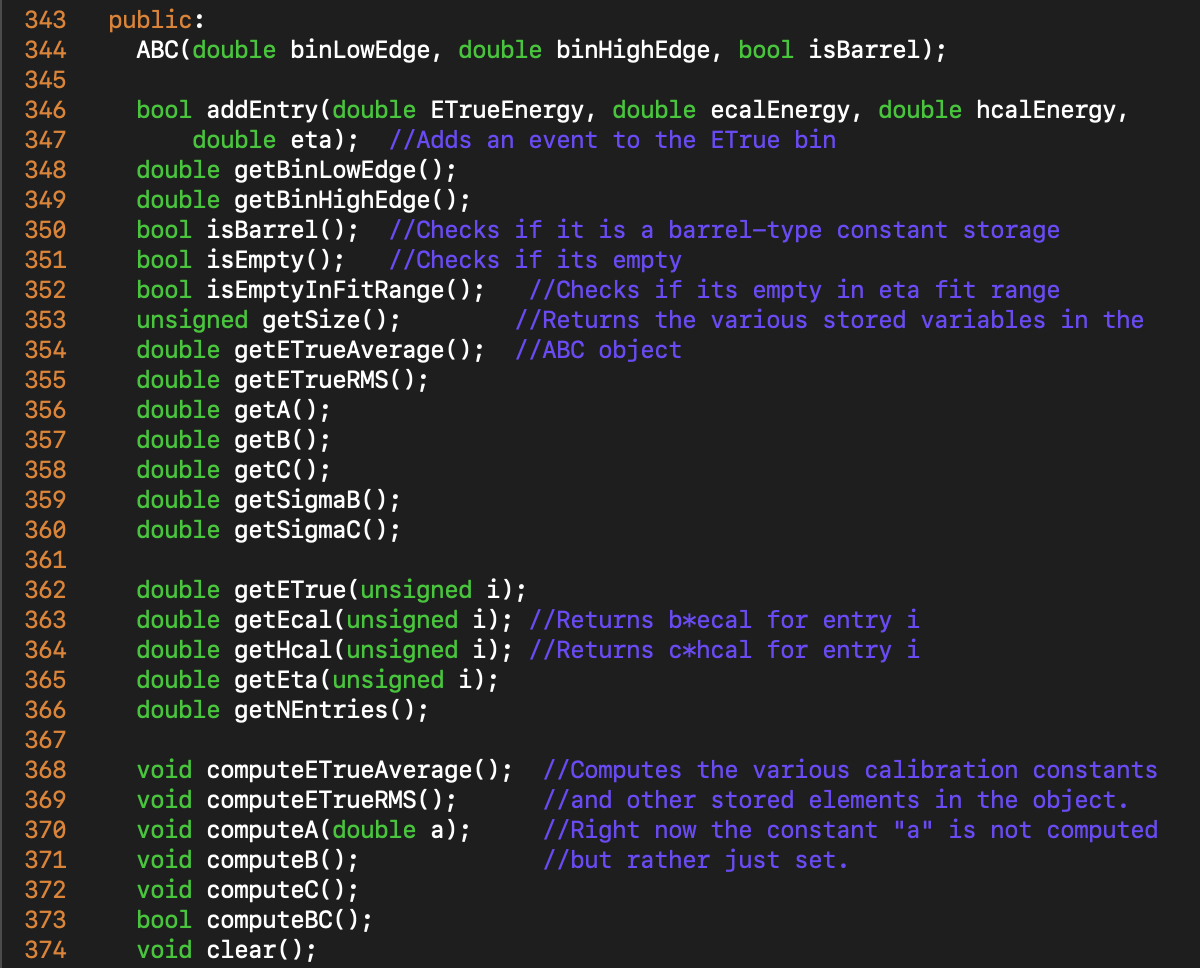 343   public:
344     ABC(double binLowEdge, double binHighEdge, bool isBarrel);
345
346     bool addEntry(double ETrueEnergy, double ecalEnergy, double hcalEnergy,
347         double eta);  //Adds an event to the ETrue bin
348     double getBinLowEdge();
349     double getBinHighEdge();
350     bool isBarrel();  //Checks if it is a barrel-type constant storage
351     bool isEmpty();   //Checks if its empty
352     bool isEmptyInFitRange();   //Checks if its empty in eta fit range
353     unsigned getSize();        //Returns the various stored variables in the
354     double getETrueAverage();  //ABC object
355     double getETrueRMS();
356     double getA();
357     double getB();
358     double getC();
359     double getSigmaB();
360     double getSigmaC();
361
362     double getETrue(unsigned i);
363     double getEcal(unsigned i); //Returns b*ecal for entry i
364     double getHcal(unsigned i); //Returns c*hcal for entry i
365     double getEta(unsigned i);
366     double getNEntries();
367
368     void computeETrueAverage();  //Computes the various calibration constants
369     void computeETrueRMS();      //and other stored elements in the object.
370     void computeA(double a);     //Right now the constant "a" is not computed
371     void computeB();             //but rather just set.
372     void computeC();
373     bool computeBC();
374     void clear();